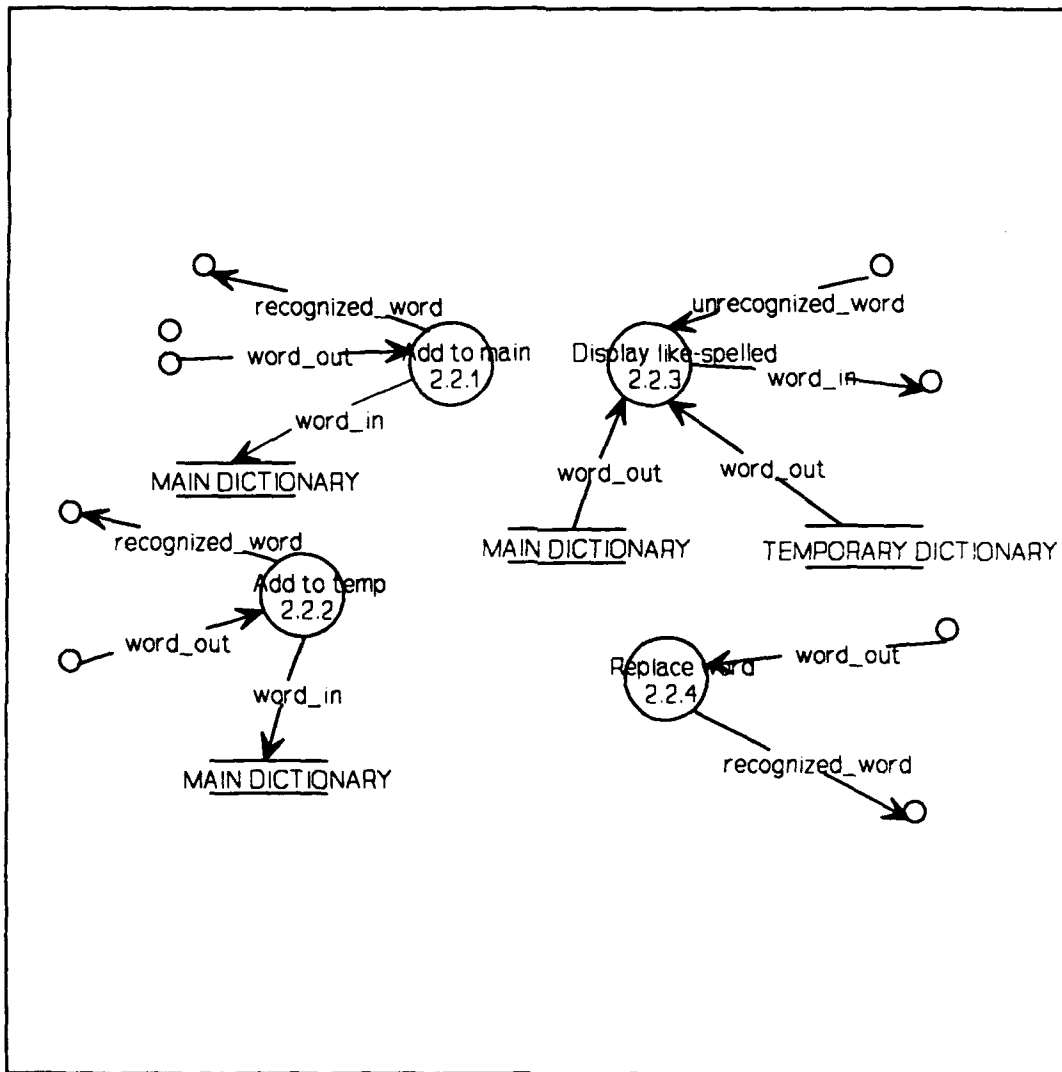 recognized_word
word_out
Add to main
2.2.1
word_in
MAIN DICTIONARY
recognized_word
Add to temp
2.2.2
word_out
word_in
MAIN DICTIONARY
unrecognized_word
Display like-spelled
2.2.3
word_in
word_out
word_out
MAIN DICTIONARY
TEMPORARY DICTIONARY
Replace word
2.2.4
word_out
recognized_word